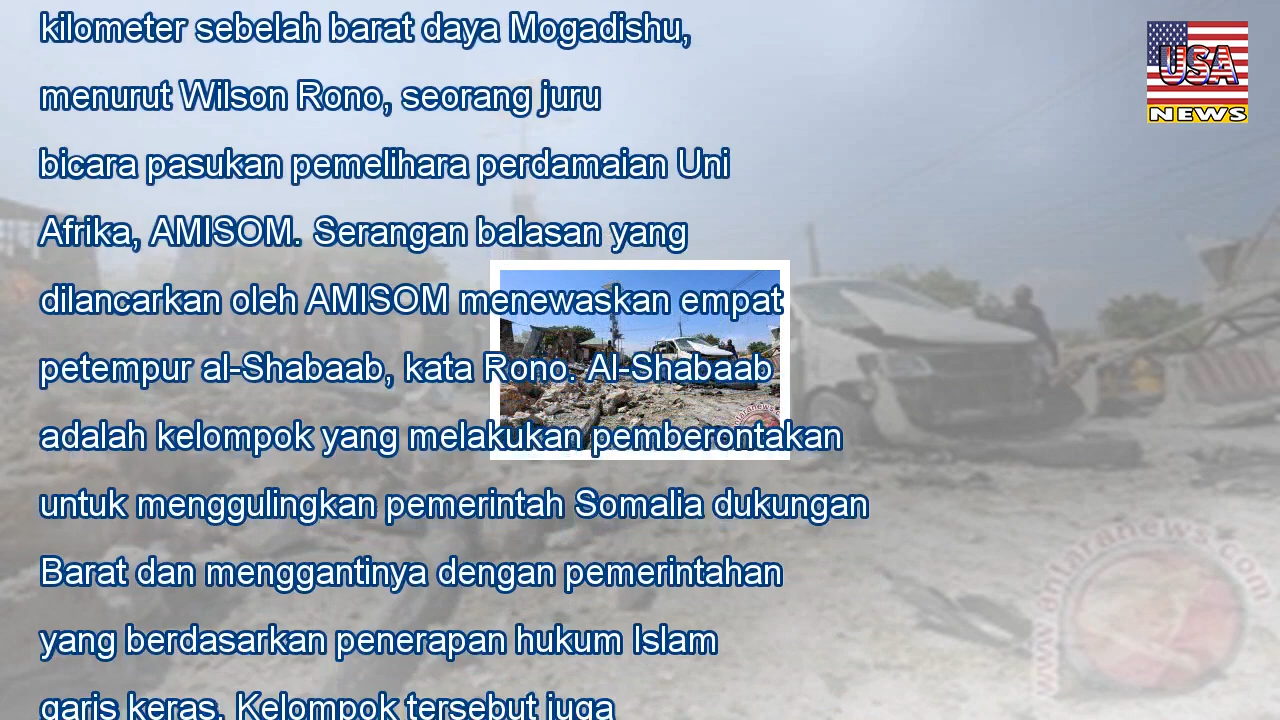 kilometer sebelah barat daya Mogadishu,
menurut Wilson Rono, seorang juru
bicara pasukan pemelihara perdamaian Uni
Afrika, AMISOM. Serangan balasan yang
dilancarkan oleh AMISOM menewaskan empat
petempur al-Shabaab, kata Rono. Al-Shabaab
adalah kelompok yang melakukan pemberontakan
untuk menggulingkan pemerintah Somalia dukungan
Barat dan menggantinya dengan pemerintahan
yang berdasarkan penerapan hukum Islam
garis keras. Kelompok tersebut juga
USA
NEWS
www.antaranews.com